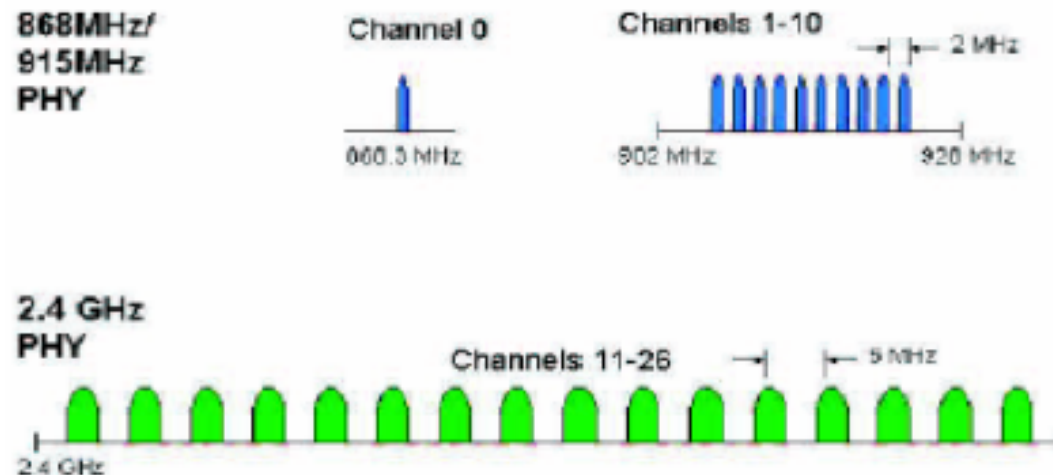 868MHz/
915MHz
PHY
Channel 0
Channels 1-10
2 MHz
868.3 MHz
902 MHz
928 MHz
2.4 GHz
PHY
Channels 11-26
5 MHz
2.4 GHz